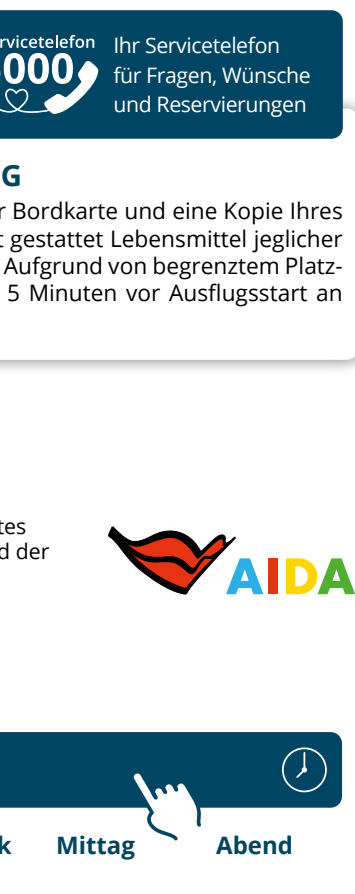 rvicetelefon
000
Ihr Servicetelefon
für Fragen, Wünsche
und Reservierungen
G
r Bordkarte und eine Kopie Ihres
t gestattet Lebensmittel jeglicher
Aufgrund von begrenztem Platz-
5 Minuten vor Ausflugsstart an
tes
d der
AIDA
k Mittag Abend